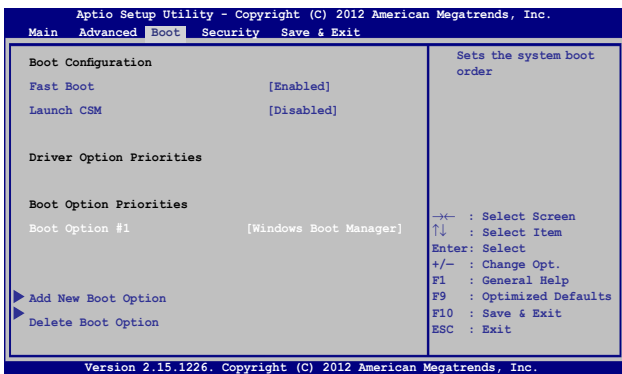 Aptio Setup Utility - Copyright (C) 2012 American Megatrends, Inc.
Main Advanced Boot Security Save & Exit
Boot Configuration
Fast Boot [Enabled]
Launch CSM [Disabled]
Driver Option Priorities
Boot Option Priorities
Boot Option #1 [Windows Boot Manager]
Add New Boot Option
Delete Boot Option
Sets the system boot
order
→← : Select Screen
↑↓ : Select Item
Enter: Select
+/— : Change Opt.
F1 : General Help
F9 : Optimized Defaults
F10 : Save & Exit
ESC : Exit
Version 2.15.1226. Copyright (C) 2012 American Megatrends, Inc.